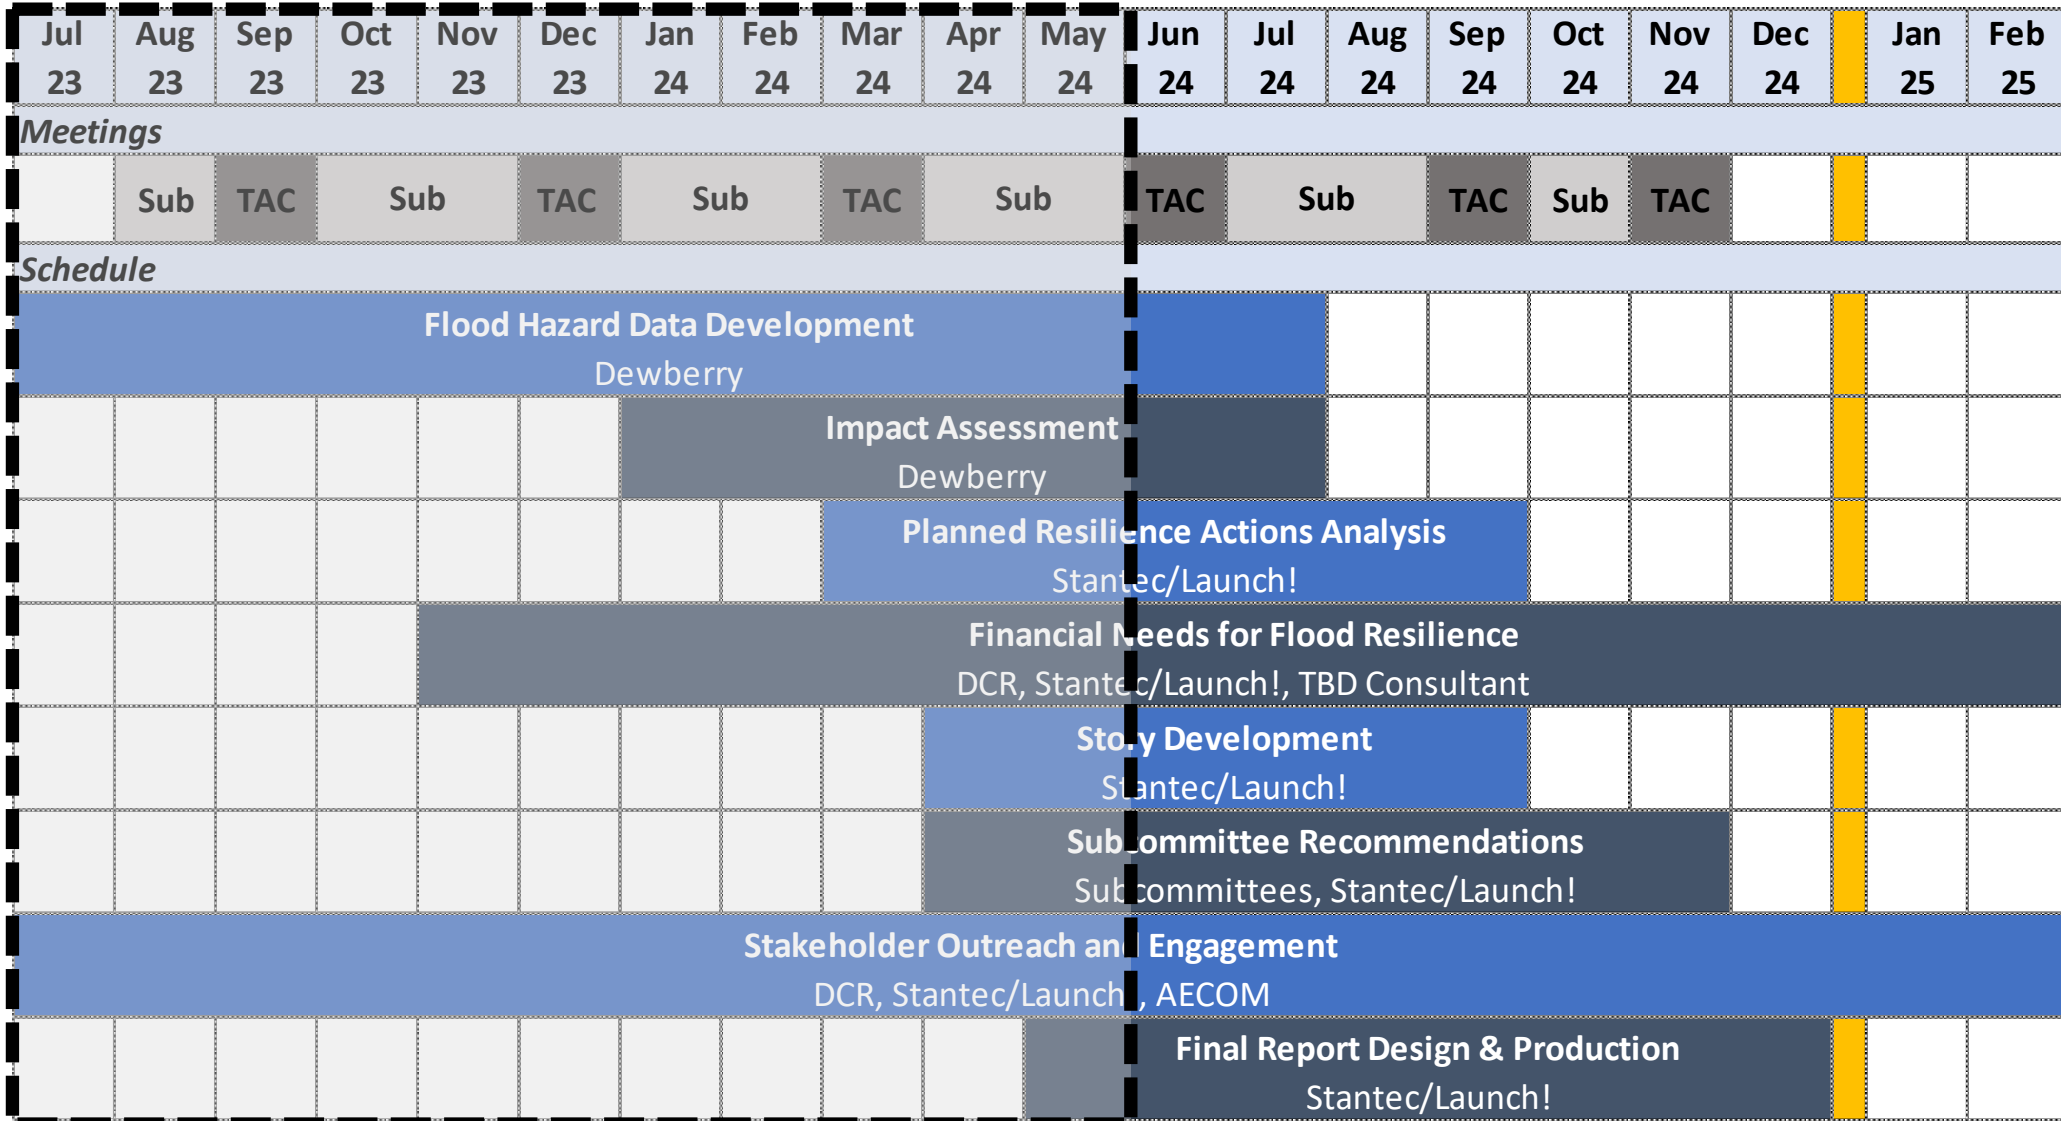 Jul Aug Sep Oct Nov Dec Jan Feb Mar Apr May Jun Jul Aug Sep Oct Nov Dec Jan Feb
23 23 23 23 23 23 24 24 24 24 24 24 24 24 24 24 24 24 25 25
Meetings
Sub TAC Sub TAC Sub TAC Sub TAC Sub TAC Sub TAC
Schedule
Flood Hazard Data Development
Dewberry
Impact Assessment
Dewberry
Planned Resilience Actions Analysis
Stantec/Launch!
Financial Needs for Flood Resilience
DCR, Stantec/Launch!, TBD Consultant
Story Development
Stantec/Launch!
Subcommittee Recommendations
Subcommittees, Stantec/Launch!
Stakeholder Outreach and Engagement
DCR, Stantec/Launch!, AECOM
Final Report Design & Production
Stantec/Launch!